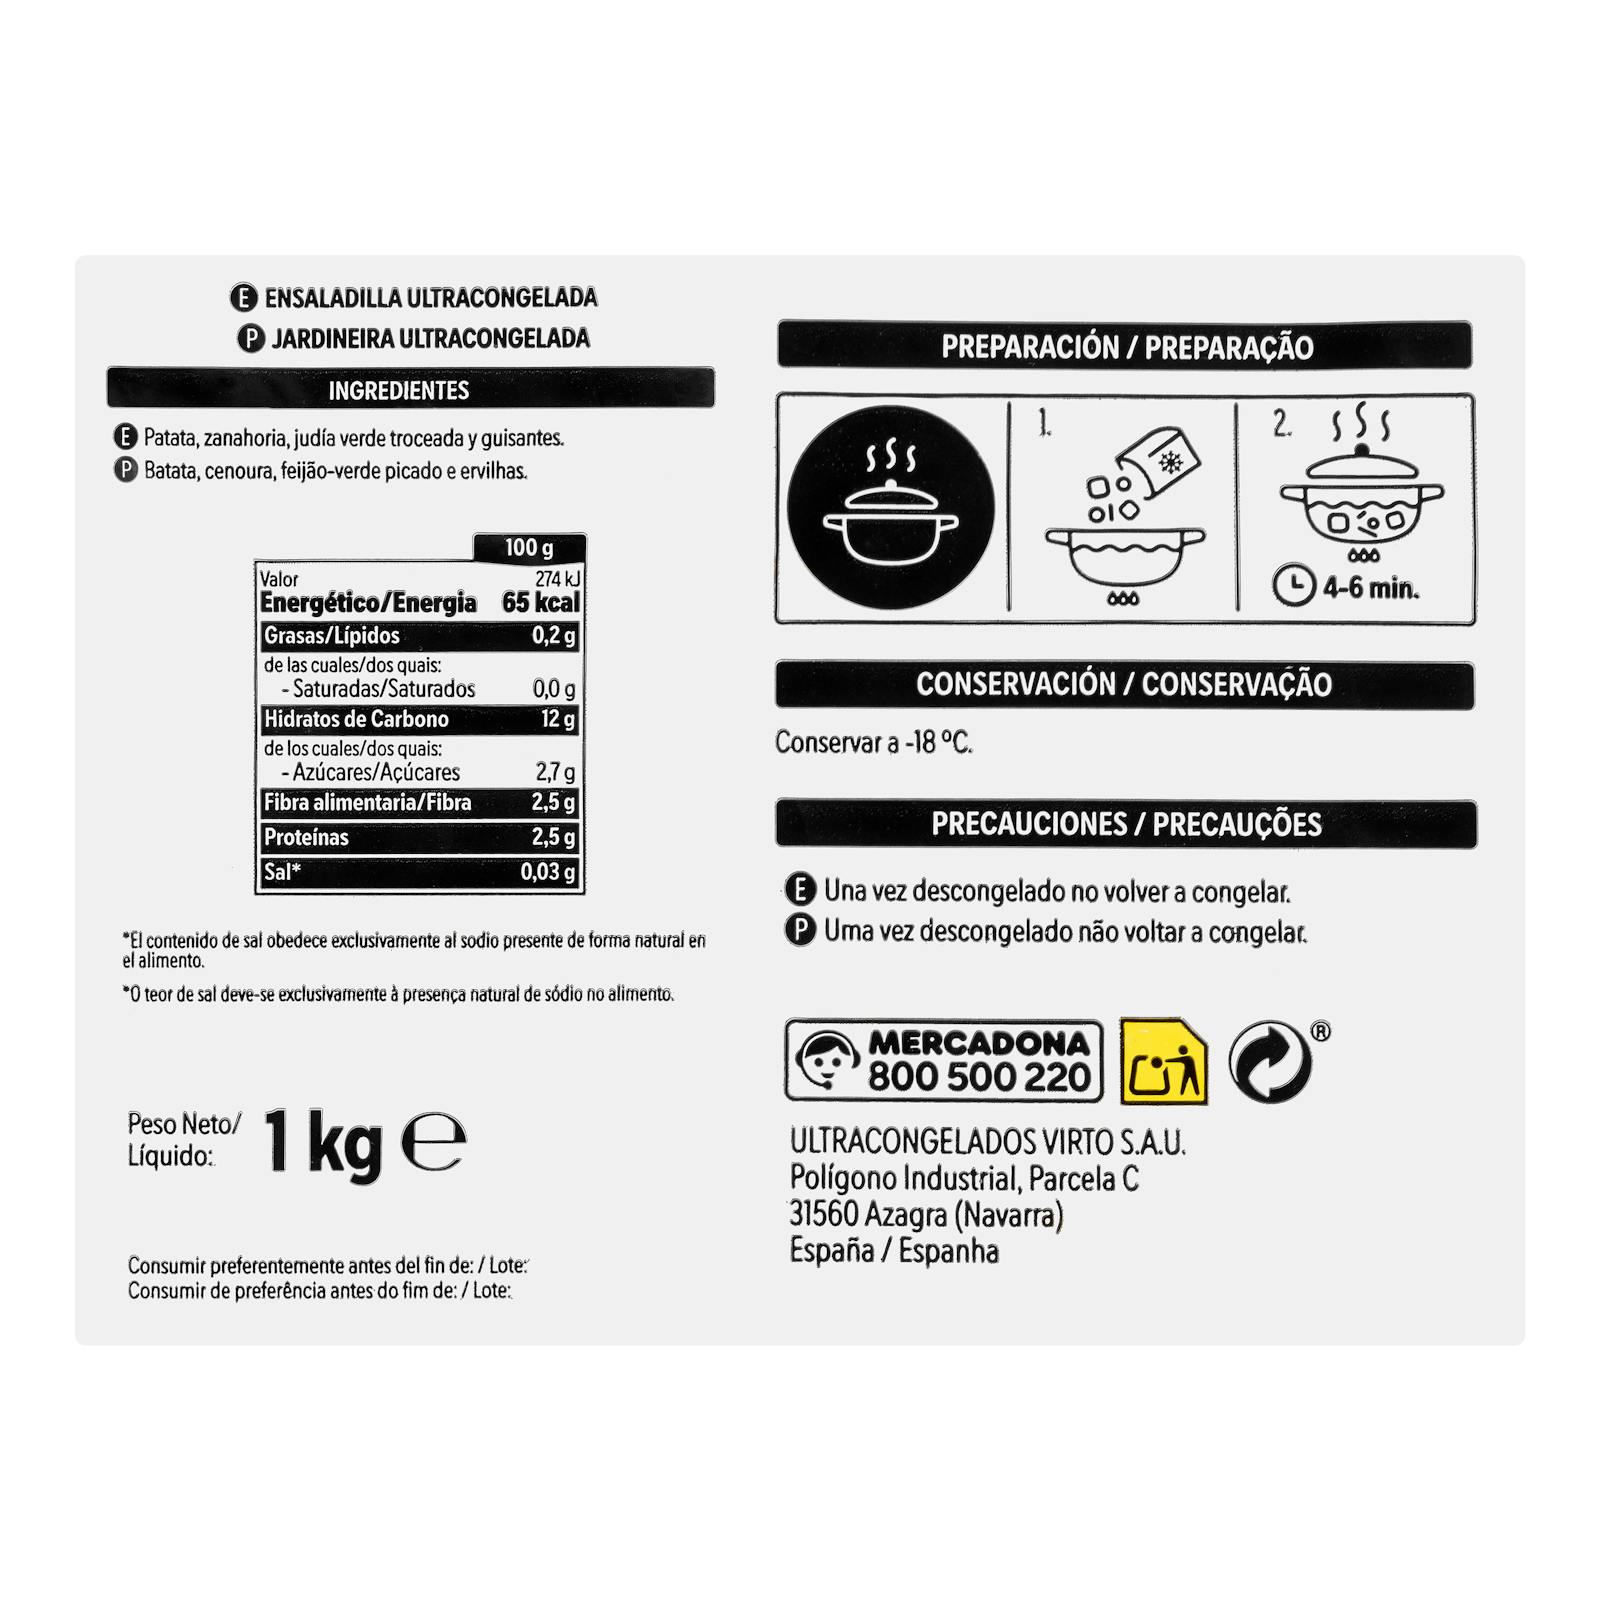 E ENSALADILLA ULTRACONGELADA
P JARDINEIRA ULTRACONGELADA
INGREDIENTES
E Patata, zanahoria, judía verde troceada y guisantes.
P Batata, cenoura, feijão-verde picado e ervilhas.
100 g
Valor 274 kJ
Energético/Energia 65 kcal
Grasas/Lípidos 0,2 g
de las cuales/dos quais:
- Saturadas/Saturados 0,0 g
Hidratos de Carbono 12 g
de los cuales/dos quais:
- Azúcares/Açúcares 2,7 g
Fibra alimentaria/Fibra 2,5 g
Proteínas 2,5 g
Sal* 0,03 g
*El contenido de sal obedece exclusivamente al sodio presente de forma natural en
el alimento.
*O teor de sal deve-se exclusivamente à presença natural de sódio no alimento.
Peso Neto/
Líquido: 1 kg e
Consumir preferentemente antes del fin de: / Lote:
Consumir de preferência antes do fim de: / Lote:
PREPARACIÓN / PREPARAÇÃO
1.
2.
4-6 min.
CONSERVACIÓN / CONSERVAÇÃO
Conservar a -18 ºC.
PRECAUCIONES / PRECAUÇÕES
E Una vez descongelado no volver a congelar.
P Uma vez descongelado não voltar a congelar.
MERCADONA
800 500 220
®
ULTRACONGELADOS VIRTO S.A.U.
Polígono Industrial, Parcela C
31560 Azagra (Navarra)
España / Espanha